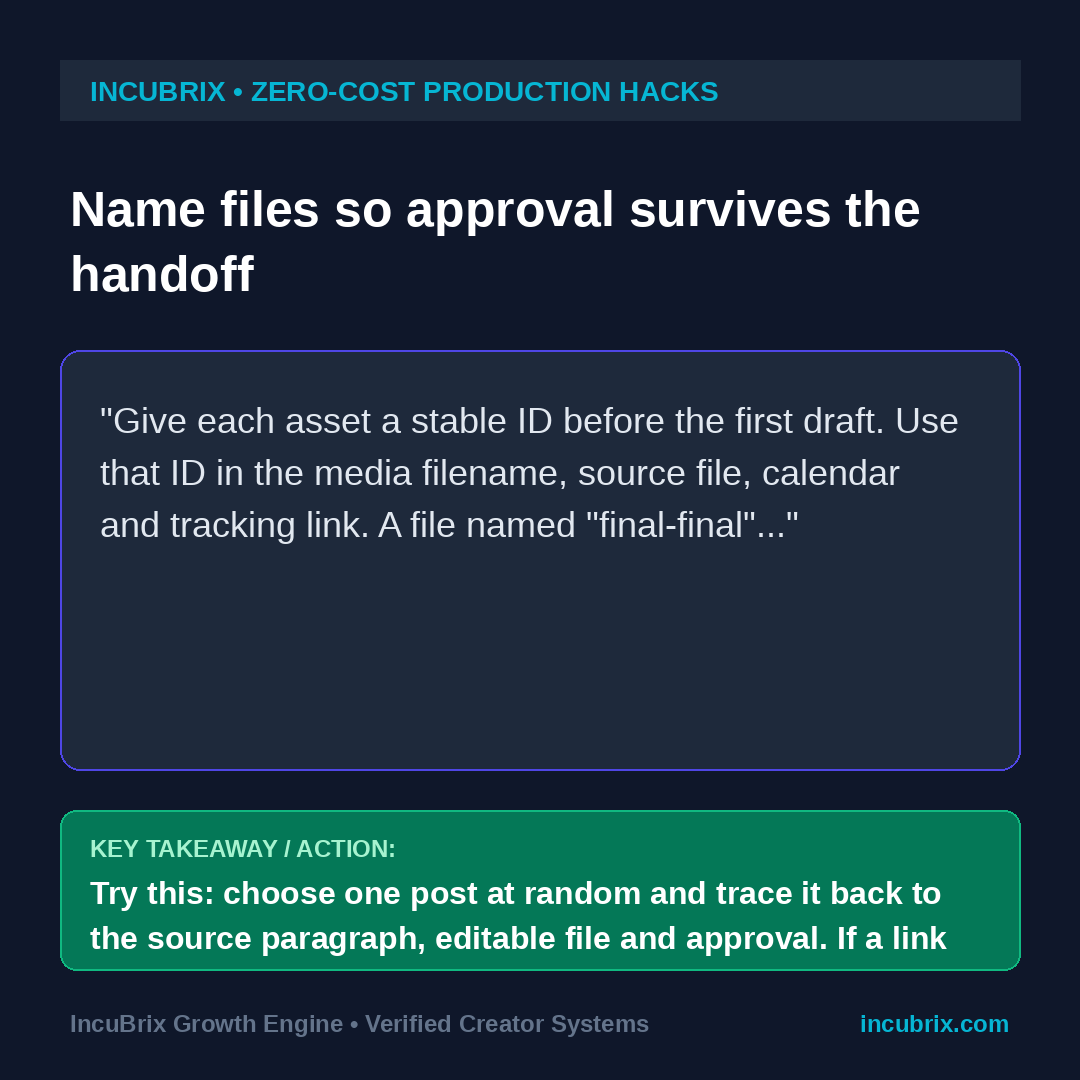 INCUBRIX • ZERO-COST PRODUCTION HACKS
Name files so approval survives the
handoff
"Give each asset a stable ID before the first draft. Use
that ID in the media filename, source file, calendar
and tracking link. A file named "final-final"..."
KEY TAKEAWAY / ACTION:
Try this: choose one post at random and trace it back to
the source paragraph, editable file and approval. If a link
IncuBrix Growth Engine • Verified Creator Systems
incubrix.com